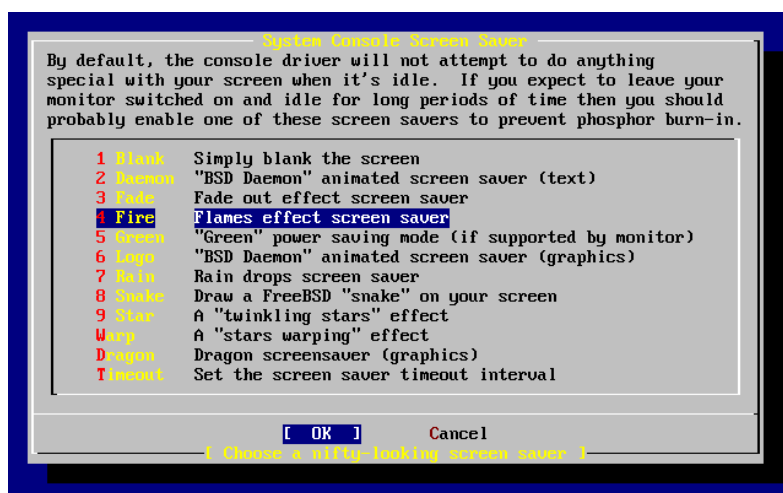 System Console Screen Saver
By default, the console driver will not attempt to do anything
special with your screen when it's idle.  If you expect to leave your
monitor switched on and idle for long periods of time then you should
probably enable one of these screen savers to prevent phosphor burn-in.
1 Blank Simply blank the screen
2 Daemon "BSD Daemon" animated screen saver (text)
3 Fade Fade out effect screen saver
4 Fire Flames effect screen saver
5 Green "Green" power saving mode (if supported by monitor)
6 Logo "BSD Daemon" animated screen saver (graphics)
7 Rain Rain drops screen saver
8 Snake Draw a FreeBSD "snake" on your screen
9 Star A "twinkling stars" effect
Warp A "stars warping" effect
Dragon Dragon screensaver (graphics)
Timeout Set the screen saver timeout interval
[ OK ] Cancel
[ Choose a nifty-looking screen saver ]